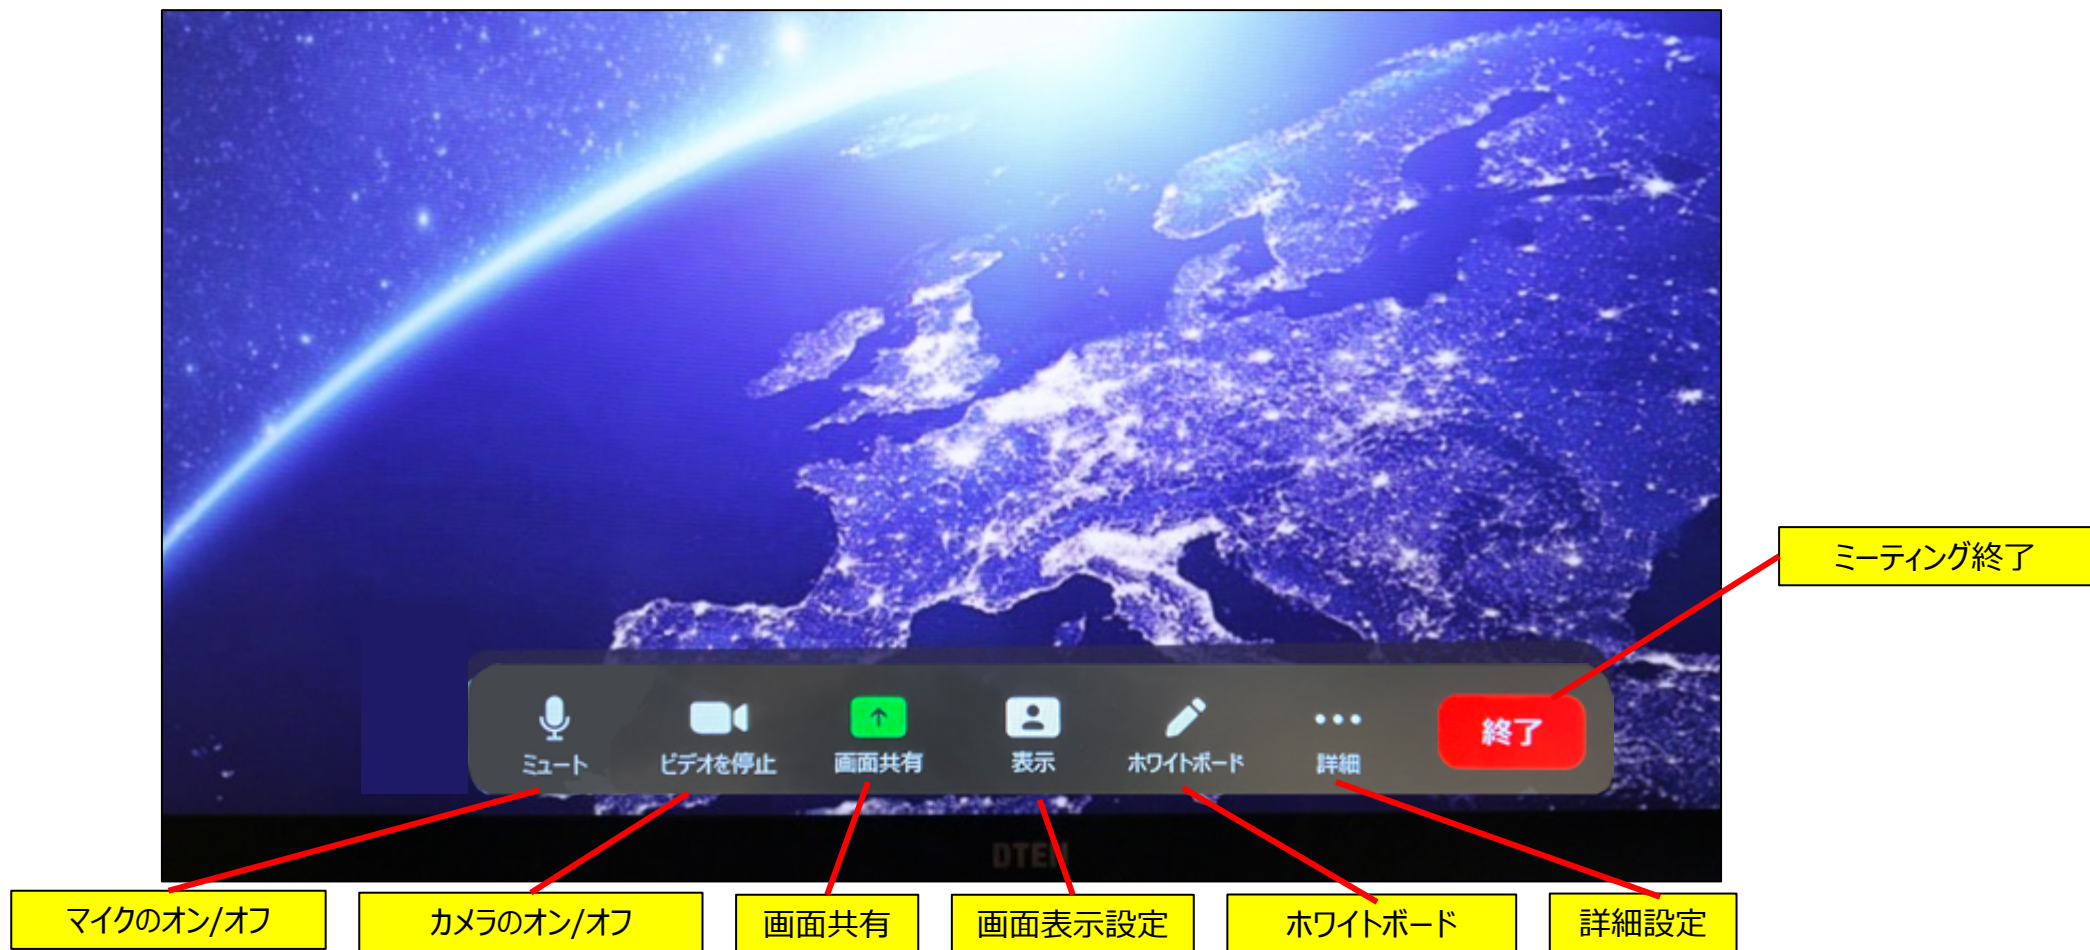 ミーティング終了
ミュート
ビデオを停止
画面共有
表示
ホワイトボード
詳細
終了
DTEN
マイクのオン/オフ
カメラのオン/オフ
画面共有
画面表示設定
ホワイトボード
詳細設定